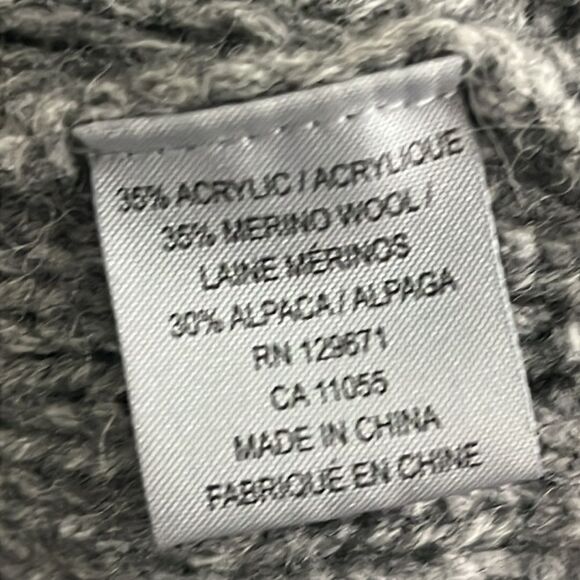 35% ACRYLIC / ACRYLIQUE
35% MERINO WOOL /
LAINE MÉRINOS
30% ALPACA / ALPAGA
RN 129671
CA 11055
MADE IN CHINA
FABRIQUÉ EN CHINE